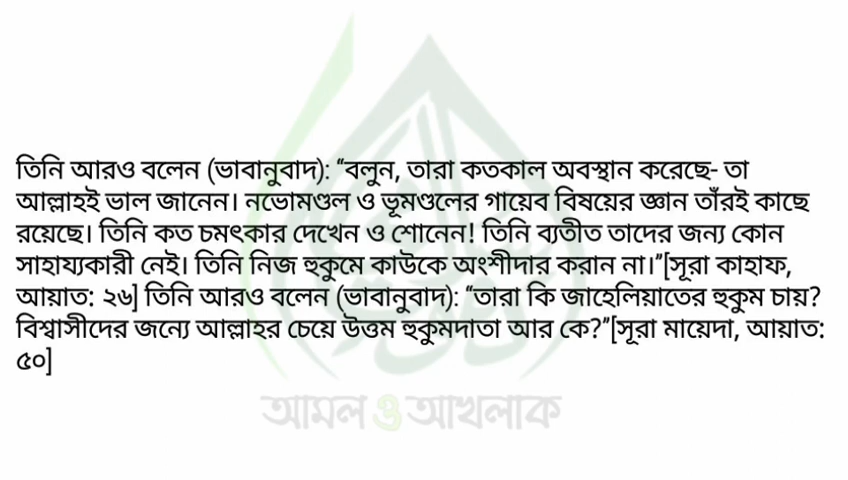 তিনি আরও বলেন (ভাবানুবাদ): “বলুন, তারা কতকাল অবস্থান করেছে- তা
আল্লাহই ভাল জানেন। নভোমণ্ডল ও ভূমণ্ডলের গায়েব বিষয়ের জ্ঞান তাঁরই কাছে
রয়েছে। তিনি কত চমৎকার দেখেন ও শোনেন! তিনি ব্যতীত তাদের জন্য কোন
সাহায্যকারী নেই। তিনি নিজ হুকুমে কাউকে অংশীদার করান না।”[সূরা কাহাফ,
আয়াত: ২৬] তিনি আরও বলেন (ভাবানুবাদ): “তারা কি জাহেলিয়াতের হুকুম চায়?
বিশ্বাসীদের জন্যে আল্লাহর চেয়ে উত্তম হুকুমদাতা আর কে?”[সূরা মায়েদা, আয়াত:
৫০]
আমল ও আখলাক